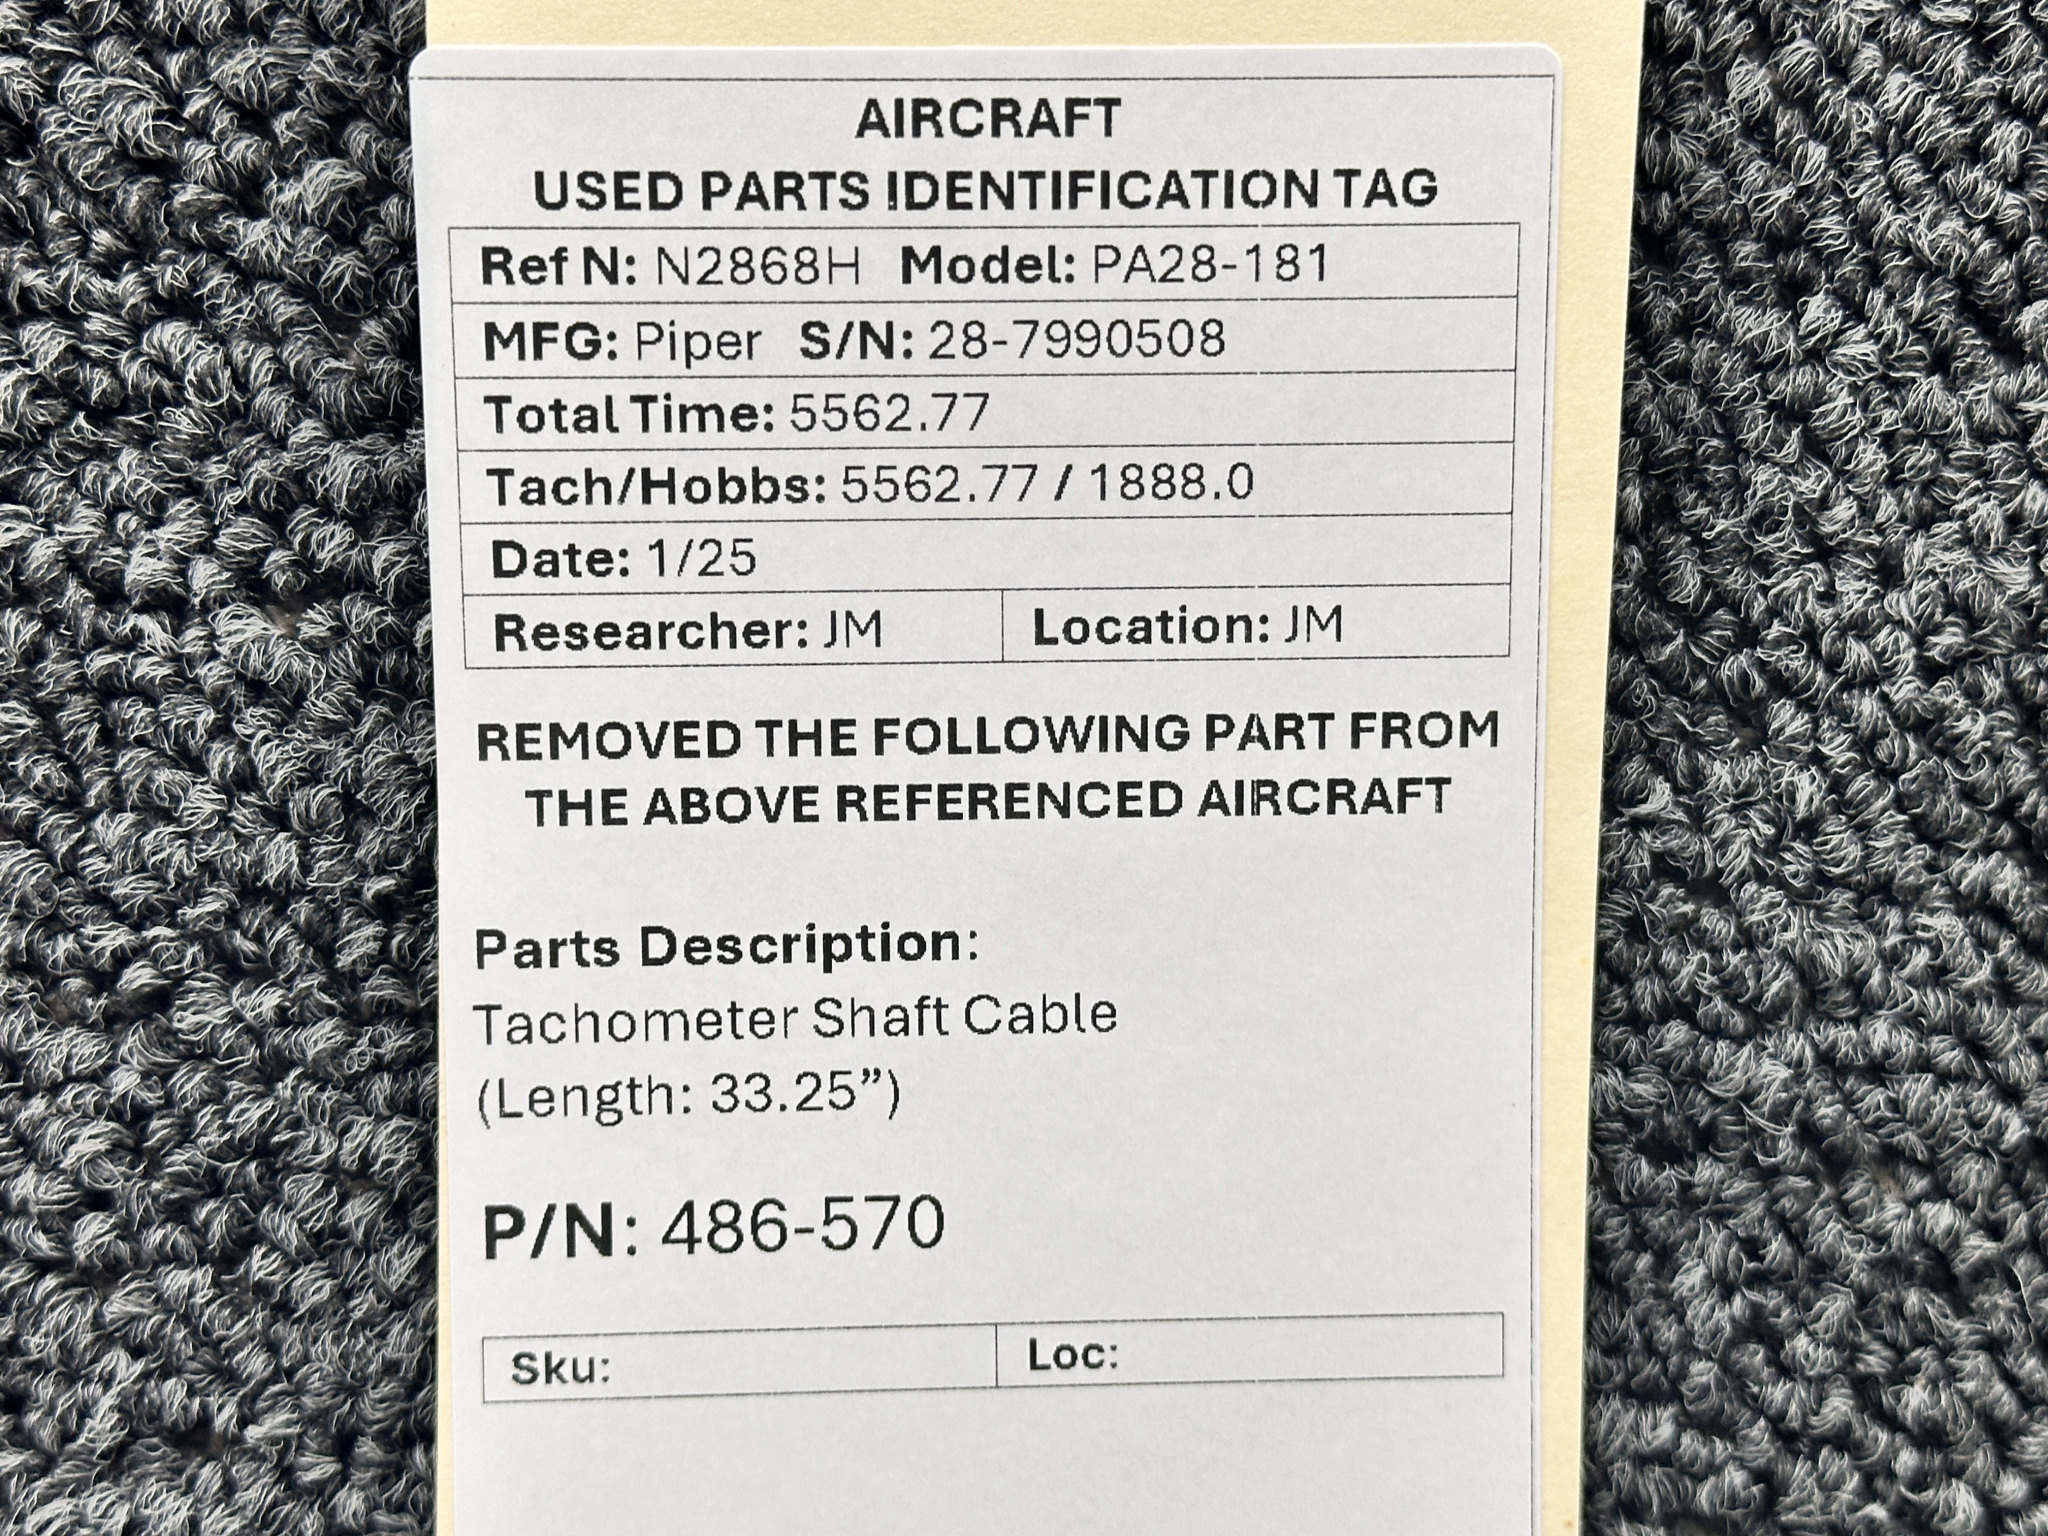 AIRCRAFT
USED PARTS IDENTIFICATION TAG
Ref N: N2868H Model: PA28-181
MFG: Piper S/N: 28-7990508
Total Time: 5562.77
Tach/Hobbs: 5562.77 / 1888.0
Date: 1/25
Researcher: JM Location: JM
REMOVED THE FOLLOWING PART FROM
THE ABOVE REFERENCED AIRCRAFT
Parts Description:
Tachometer Shaft Cable
(Length: 33.25”)
P/N: 486-570
Sku: Loc: